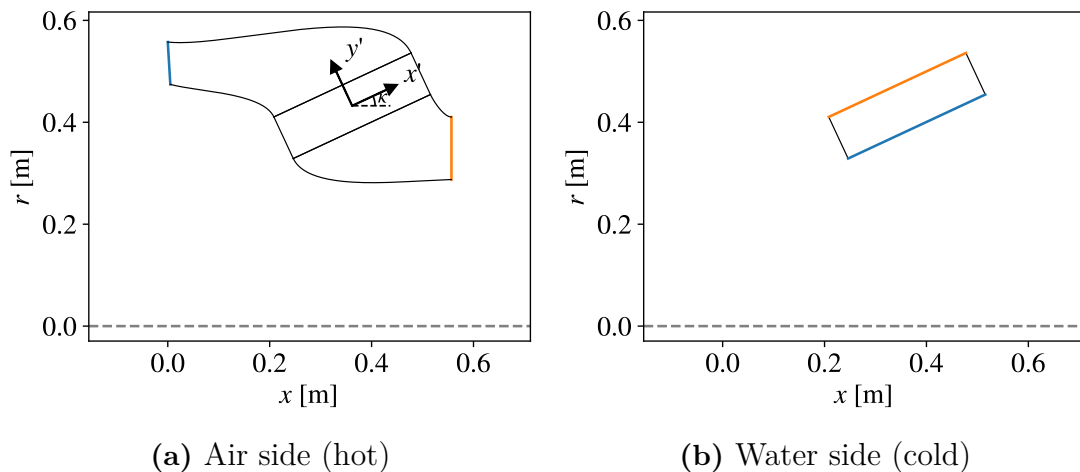 0.6
0.4
0.2
0.0
r [m]
y'
x'
κ
0.0 0.2 0.4 0.6
x [m]
(a) Air side (hot)
0.6
0.4
0.2
0.0
r [m]
0.0 0.2 0.4 0.6
x [m]
(b) Water side (cold)